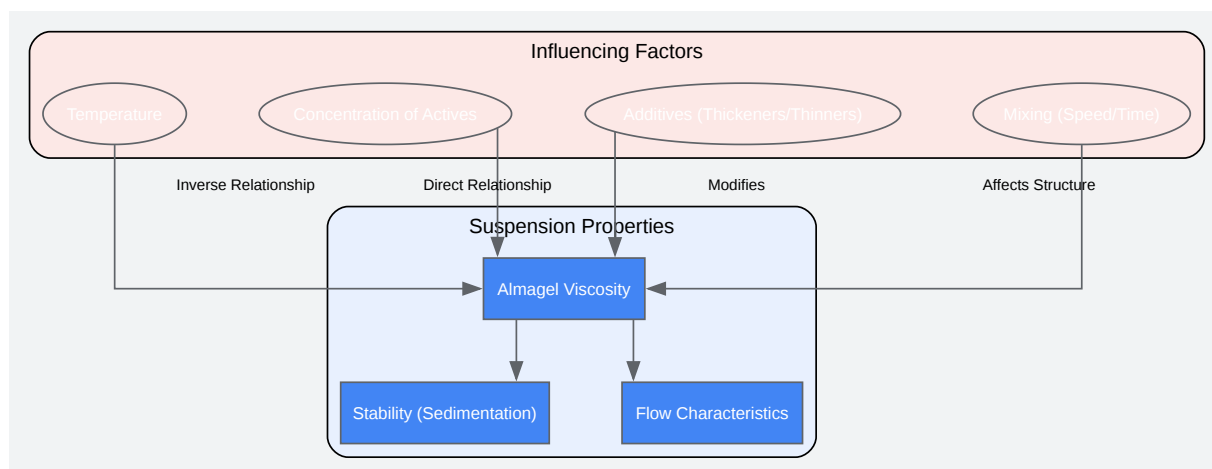 Influencing Factors
Temperature
Concentration of Actives
Additives (Thickeners/Thinners)
Mixing (Speed/Time)
Inverse Relationship
Direct Relationship
Modifies
Affects Structure
Suspension Properties
Almagel Viscosity
Stability (Sedimentation)
Flow Characteristics